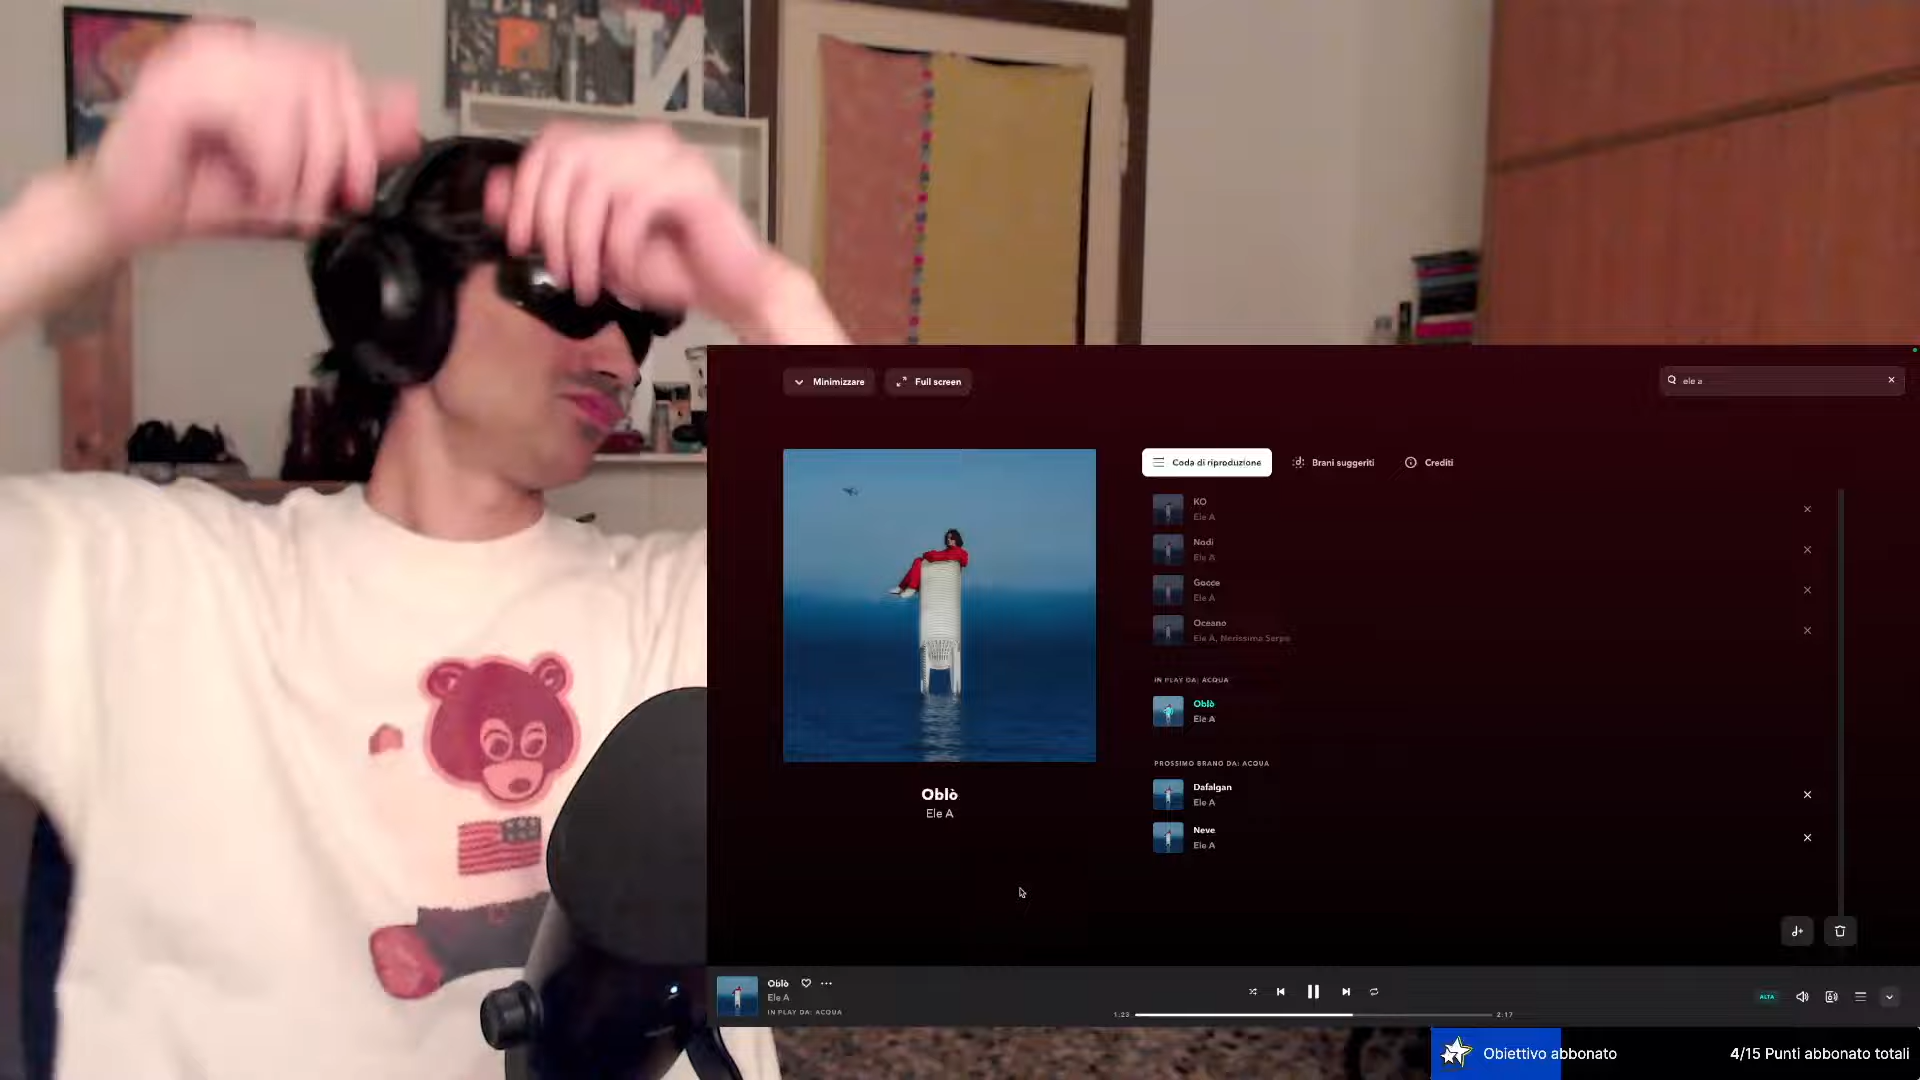 N
Minimizzare
Full screen
ele a
Coda di riproduzione
Brani suggeriti
Crediti
KO
Ele A
Nodi
Ele A
Gocce
Ele A
Oceano
Ele A, Nerissima Serpe
IN PLAY DA: ACQUA
Oblò
Ele A
PROSSIMO BRANO DA: ACQUA
Dafalgan
Ele A
Neve
Ele A
Oblò
Ele A
Oblò
Ele A
IN PLAY DA: ACQUA
1:23
2:17
ALTA
Obiettivo abbonato
4/15 Punti abbonato totali